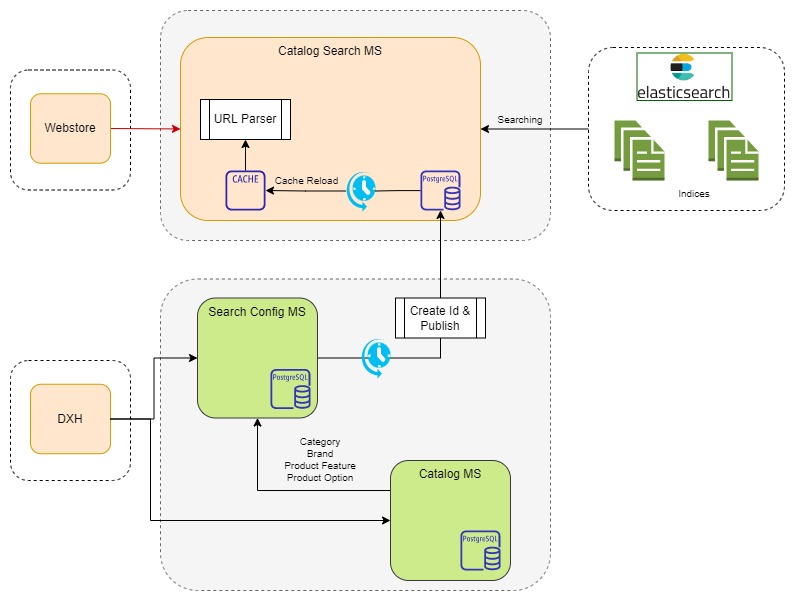 Catalog Search MS
elasticsearch
URL Parser
Webstore
Searching
CACHE
Cache Reload
PostgreSQL
Indices
Search Config MS
Create Id &
Publish
PostgreSQL
DXH
Category
Brand
Product Feature
Product Option
Catalog MS
PostgreSQL